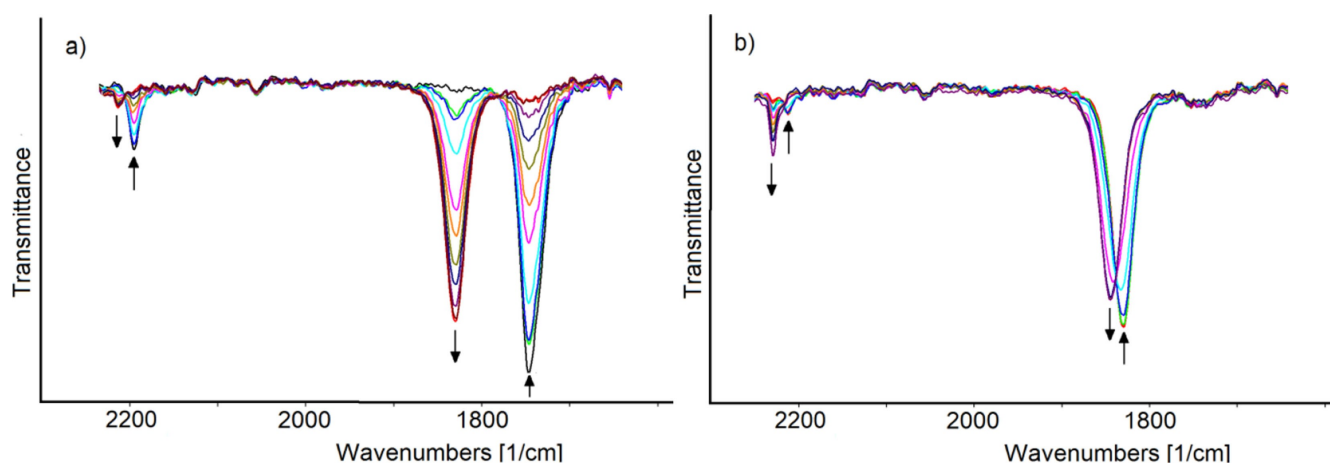 a)
Transmittance
2200 2000 1800
Wavenumbers [1/cm]
b)
Transmittance
2200 2000 1800
Wavenumbers [1/cm]